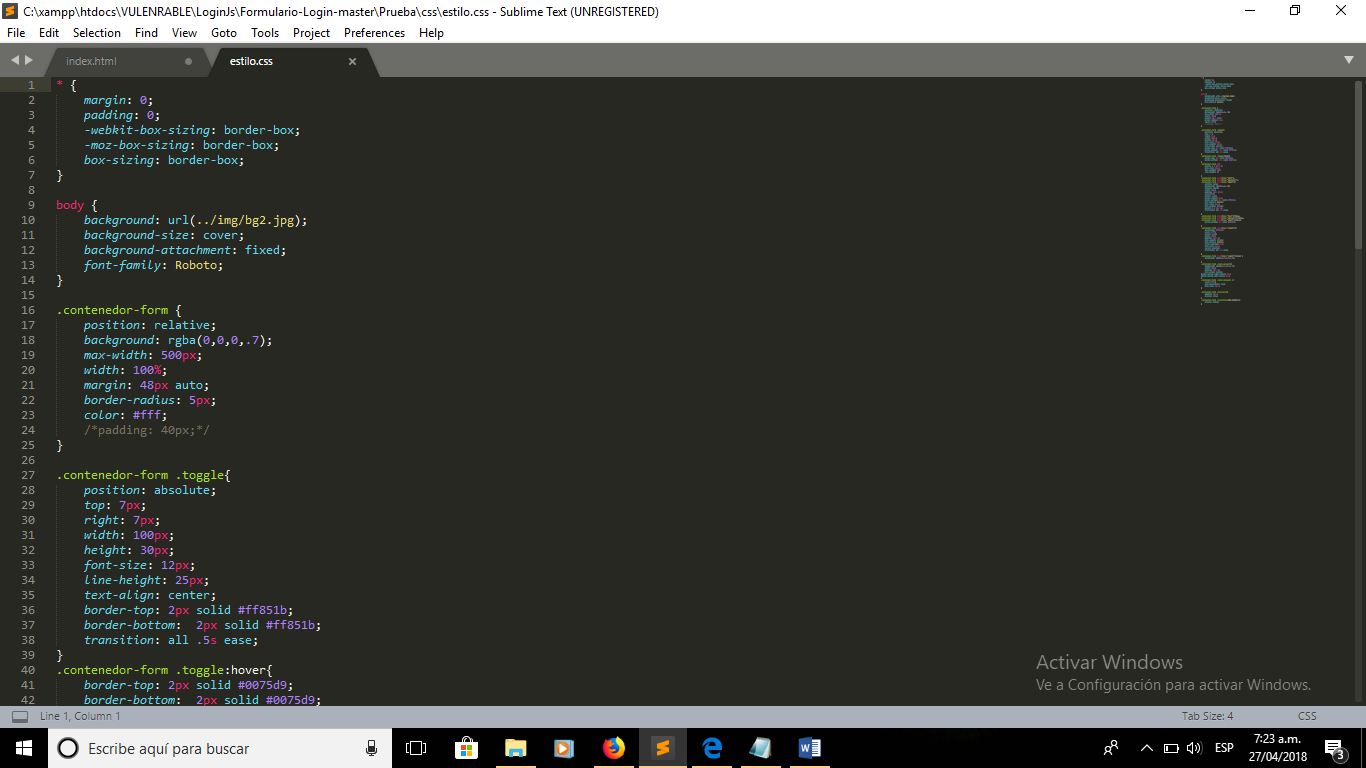 C:\xampp\htdocs\VULENRABLE\LoginJs\Formulario-Login-master\Prueba\css\estilo.css - Sublime Text (UNREGISTERED)
File Edit Selection Find View Goto Tools Project Preferences Help
index.html estilo.css
1 * {
2 margin: 0;
3 padding: 0;
4 -webkit-box-sizing: border-box;
5 -moz-box-sizing: border-box;
6 box-sizing: border-box;
7 }
8
9 body {
10 background: url(../img/bg2.jpg);
11 background-size: cover;
12 background-attachment: fixed;
13 font-family: Roboto;
14 }
15
16 .contenedor-form {
17 position: relative;
18 background: rgba(0,0,0,.7);
19 max-width: 500px;
20 width: 100%;
21 margin: 48px auto;
22 border-radius: 5px;
23 color: #fff;
24 /*padding: 40px;*/
25 }
26
27 .contenedor-form .toggle{
28 position: absolute;
29 top: 7px;
30 right: 7px;
31 width: 100px;
32 height: 30px;
33 font-size: 12px;
34 line-height: 25px;
35 text-align: center;
36 border-top: 2px solid #ff851b;
37 border-bottom:  2px solid #ff851b;
38 transition: all .5s ease;
39 }
40 .contenedor-form .toggle:hover{
41 border-top: 2px solid #0075d9;
42 border-bottom:  2px solid #0075d9;
Activar Windows
Ve a Configuración para activar Windows.
Line 1, Column 1 Tab Size: 4 CSS
Escribe aquí para buscar
ESP
7:23 a.m.
27/04/2018
3